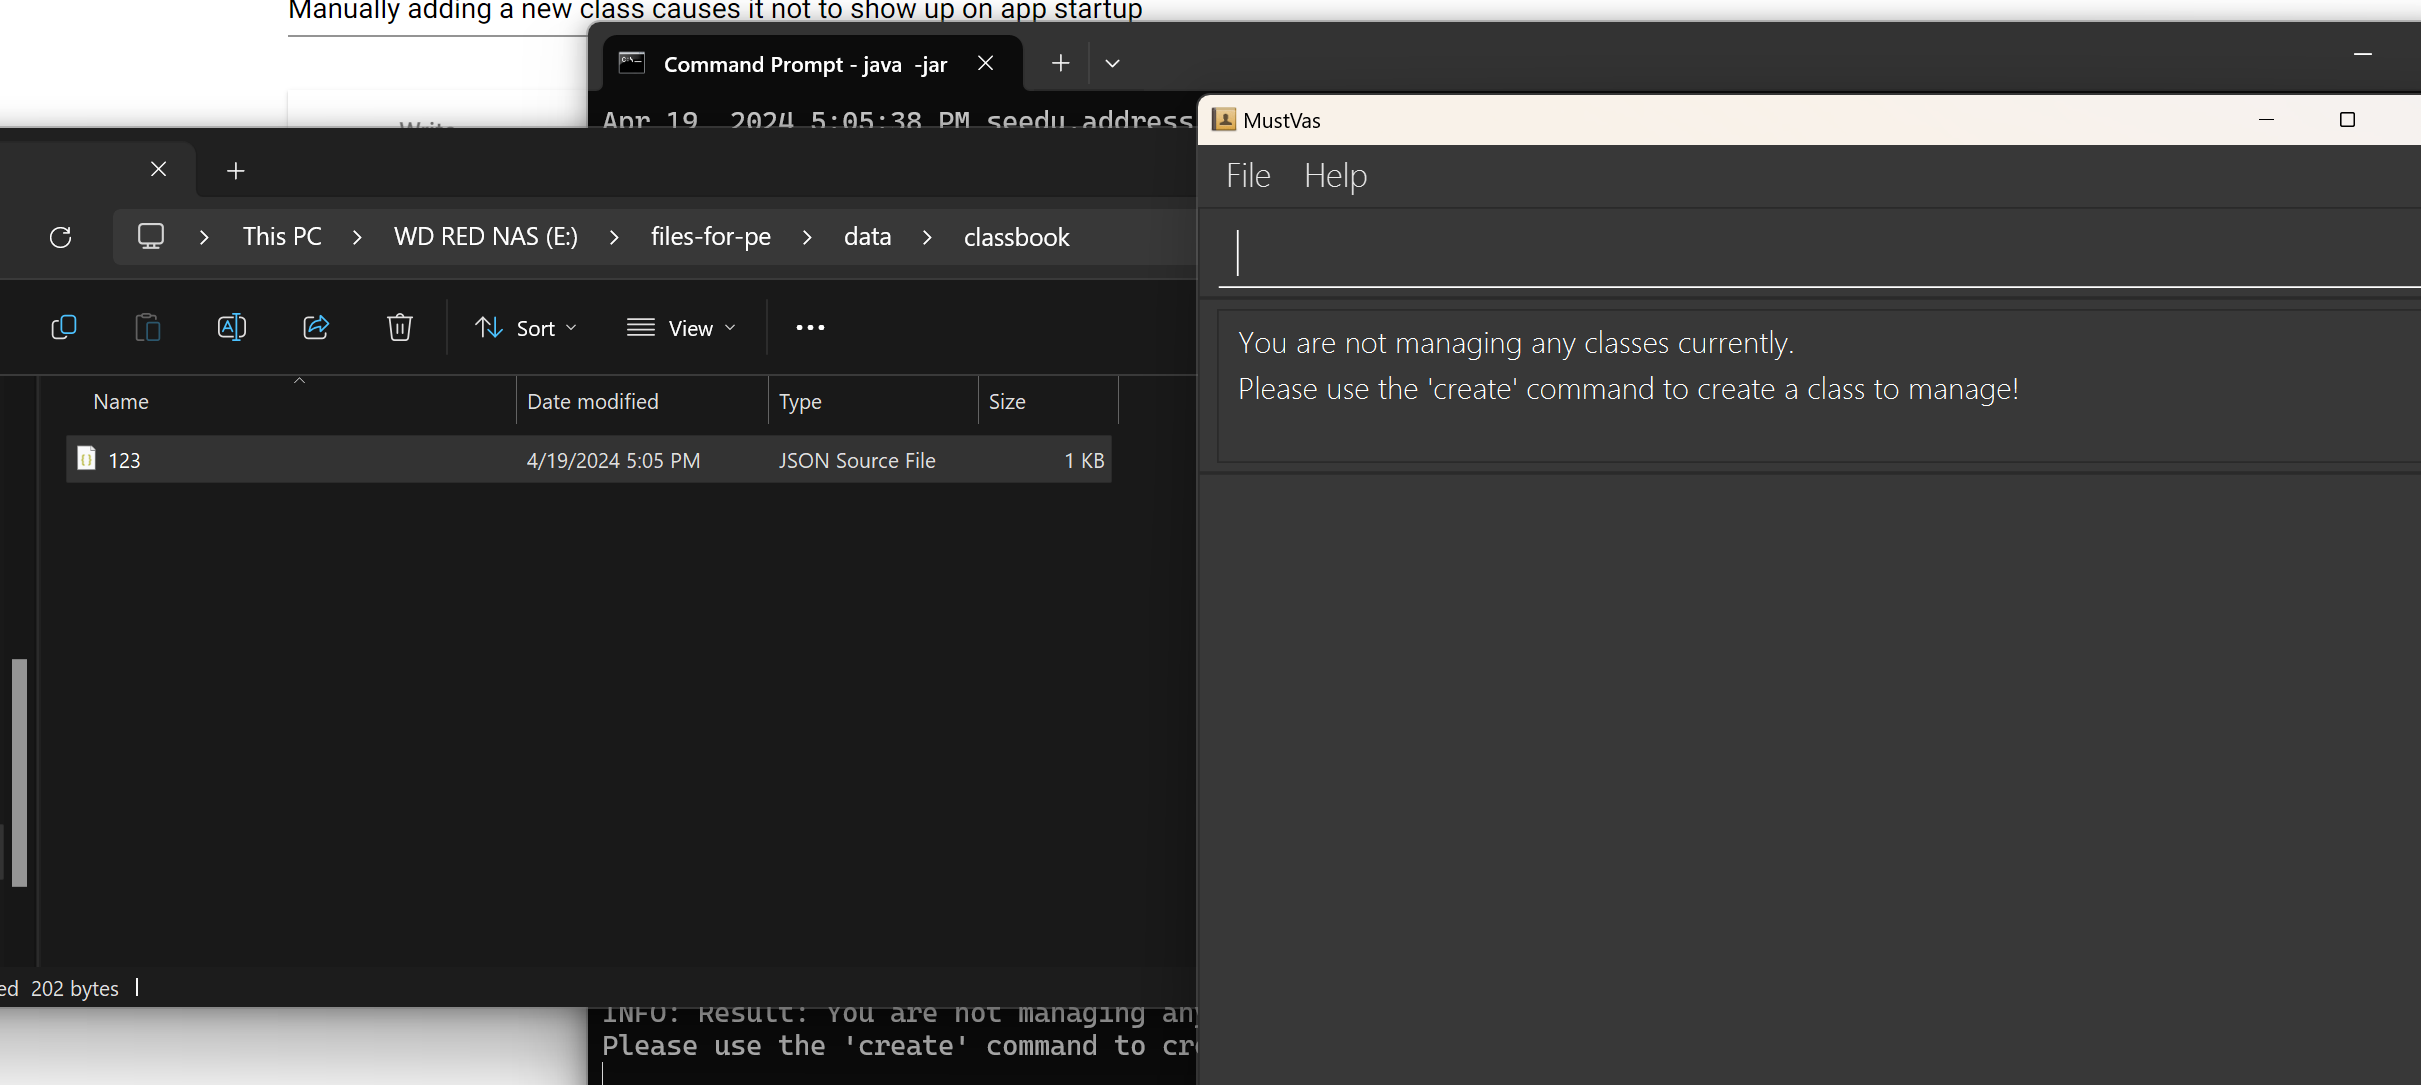 Manually adding a new class causes it not to show up on app startup
Command Prompt - java -jar
Write
Apr 19, 2024 5:05:38 PM seedu.address
This PC > WD RED NAS (E:) > files-for-pe > data > classbook
Sort
View
Name
Date modified
Type
Size
123
4/19/2024 5:05 PM
JSON Source File
1 KB
ed 202 bytes
INFO: Result: You are not managing any
Please use the 'create' command to cre
MustVas
File Help
You are not managing any classes currently.
Please use the 'create' command to create a class to manage!